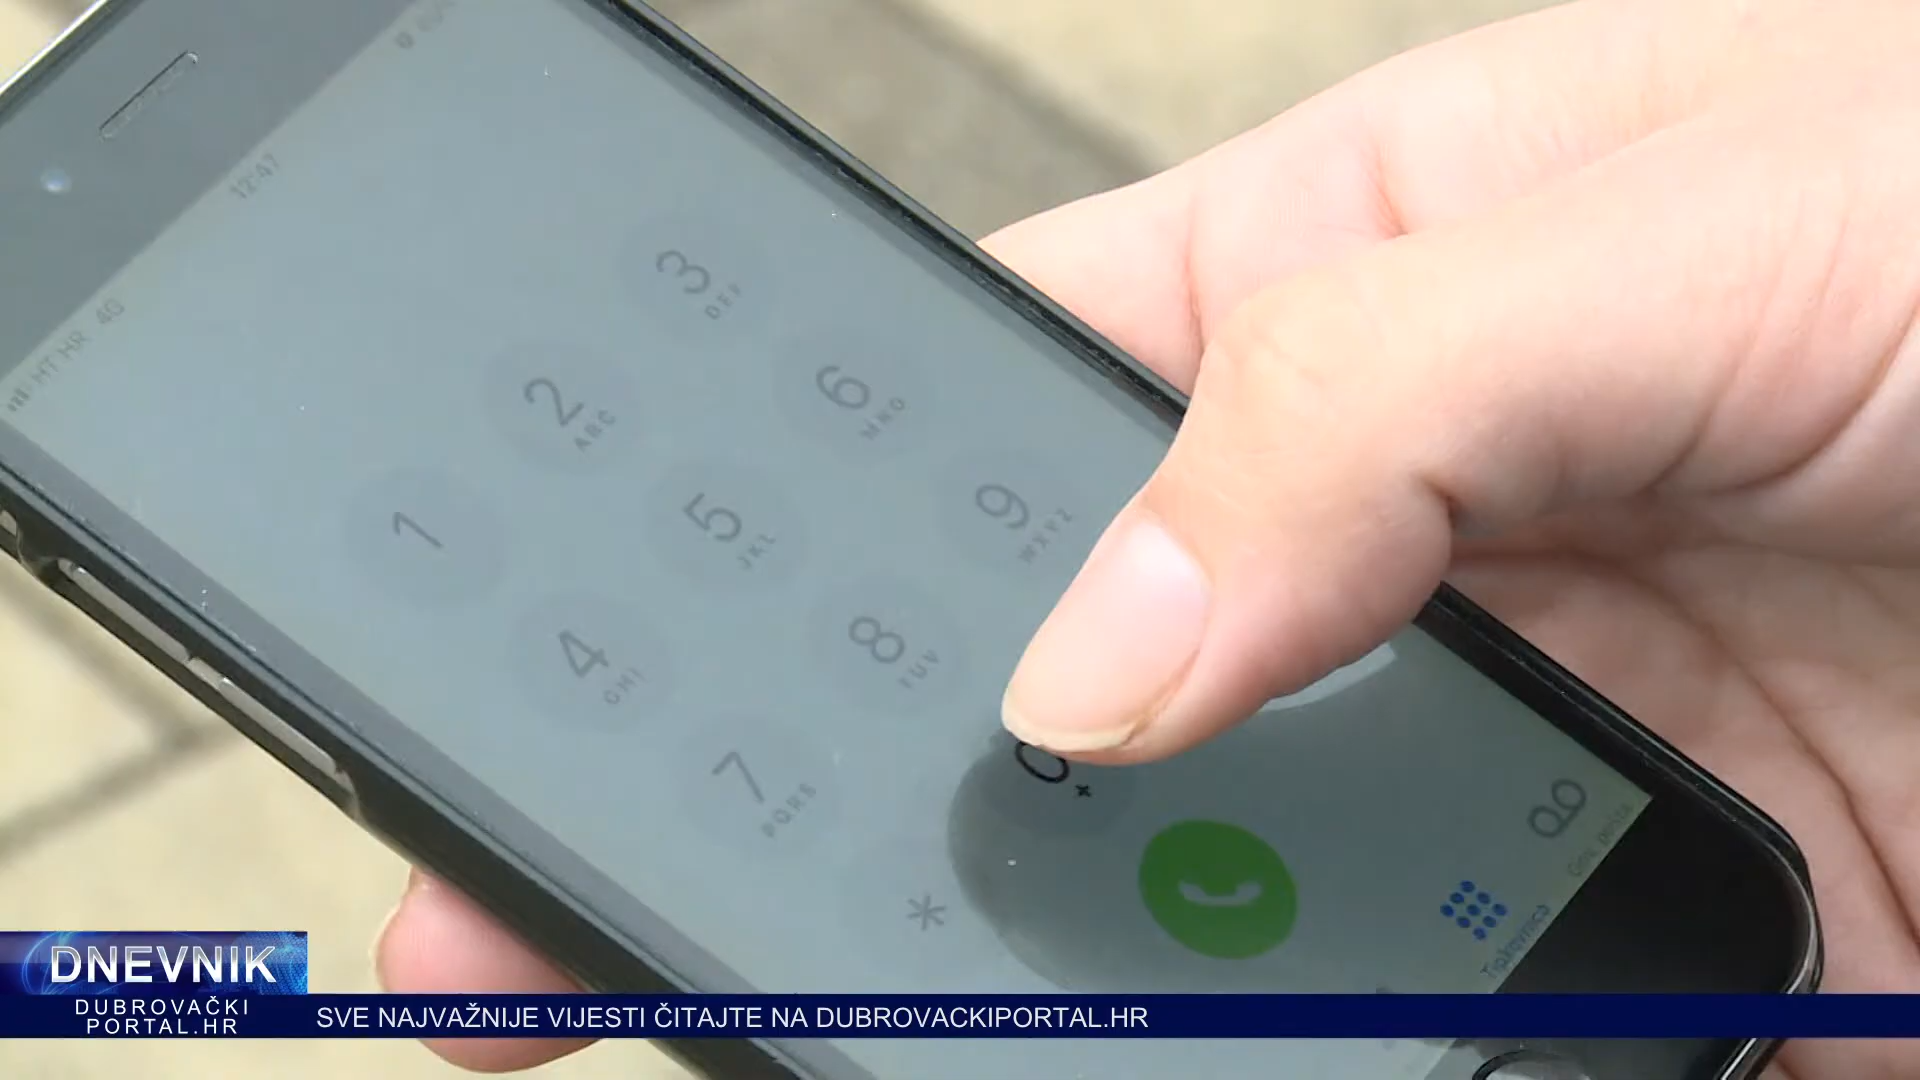 12:47
HT HR 4G
1
2
ABC
3
DEF
4
GHI
5
JKL
6
MNO
7
PQRS
8
TUV
9
WXYZ
*
0
+
Tipkovnica
DNEVNIK
DUBROVAČKI
PORTAL.HR
SVE NAJVAŽNIJE VIJESTI ČITAJTE NA DUBROVACKIPORTAL.HR